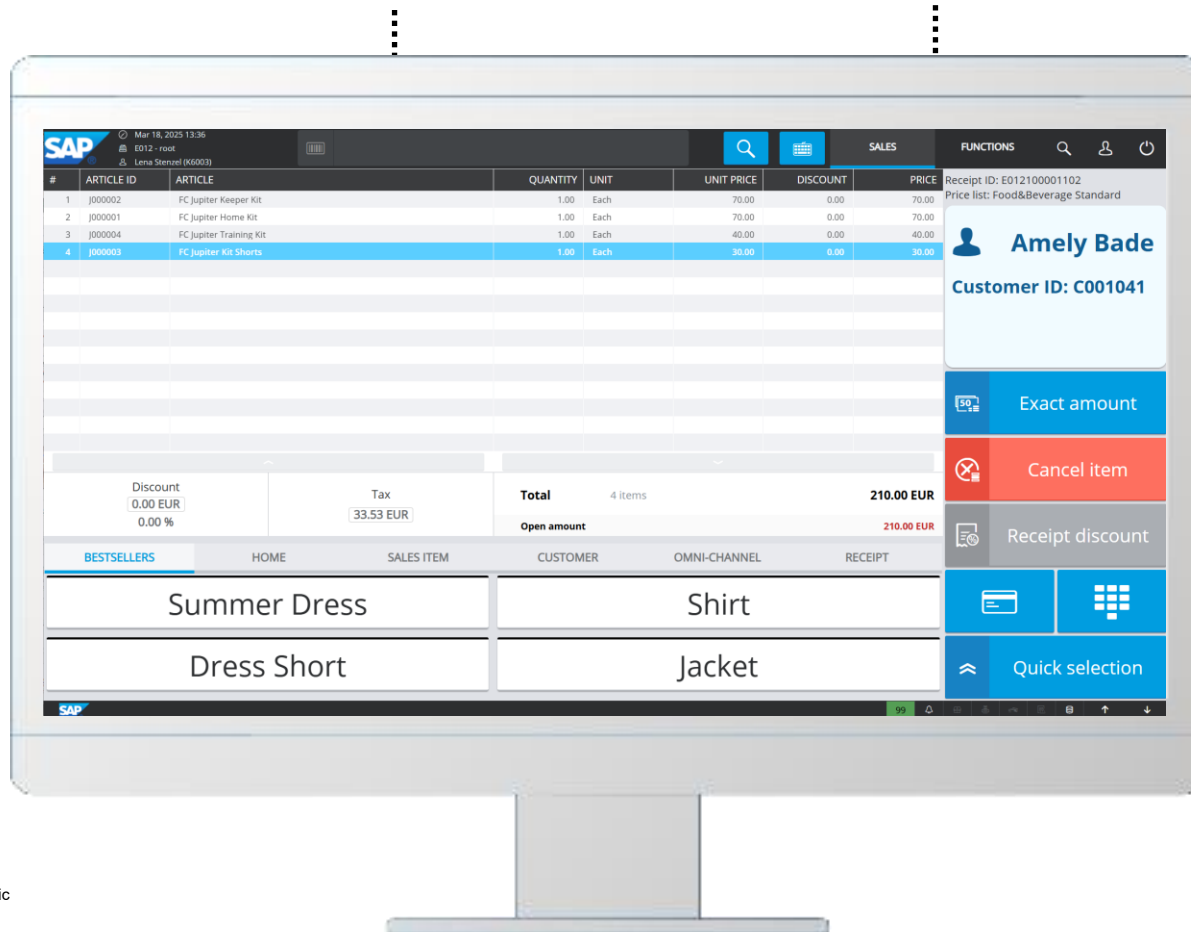 SAP
Mar 18, 2025 13:36
E012 - root
Lena Stenzel (K6003)
SALES
FUNCTIONS
# ARTICLE ID ARTICLE QUANTITY UNIT UNIT PRICE DISCOUNT PRICE
1 J000002 FC Jupiter Keeper Kit 1.00 Each 70.00 0.00 70.00
2 J000001 FC Jupiter Home Kit 1.00 Each 70.00 0.00 70.00
3 J000004 FC Jupiter Training Kit 1.00 Each 40.00 0.00 40.00
4 J000003 FC Jupiter Kit Shorts 1.00 Each 30.00 0.00 30.00
Receipt ID: E012100001102
Price list: Food&Beverage Standard
Amely Bade
Customer ID: C001041
50
Exact amount
Cancel item
Receipt discount
Quick selection
Discount
0.00 EUR
0.00 %
Tax
33.53 EUR
Total 4 items 210.00 EUR
Open amount 210.00 EUR
BESTSELLERS HOME SALES ITEM CUSTOMER OMNI-CHANNEL RECEIPT
Summer Dress Shirt
Dress Short Jacket
SAP 99
ic